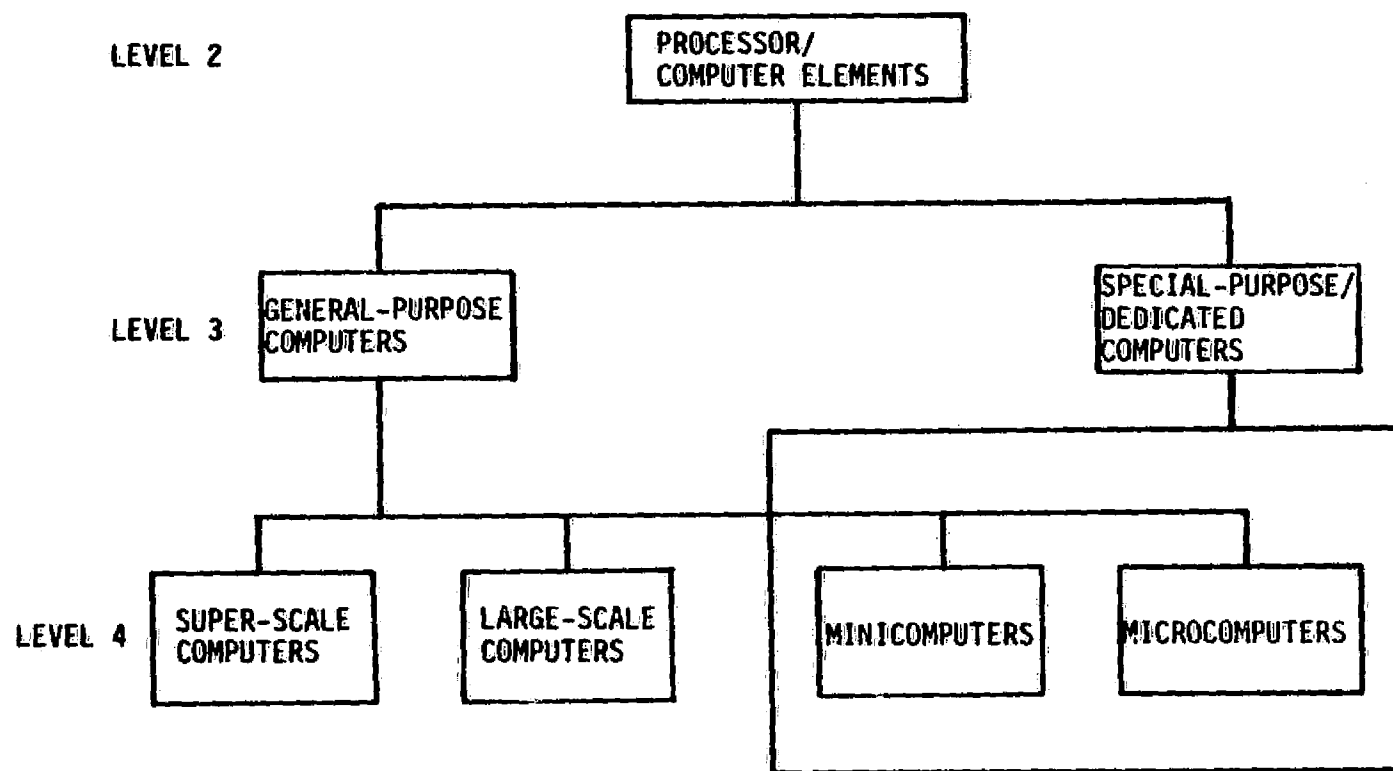 LEVEL 2
PROCESSOR/
COMPUTER ELEMENTS
LEVEL 3
GENERAL-PURPOSE
COMPUTERS
SPECIAL-PURPOSE/
DEDICATED
COMPUTERS
LEVEL 4
SUPER-SCALE
COMPUTERS
LARGE-SCALE
COMPUTERS
MINICOMPUTERS
MICROCOMPUTERS